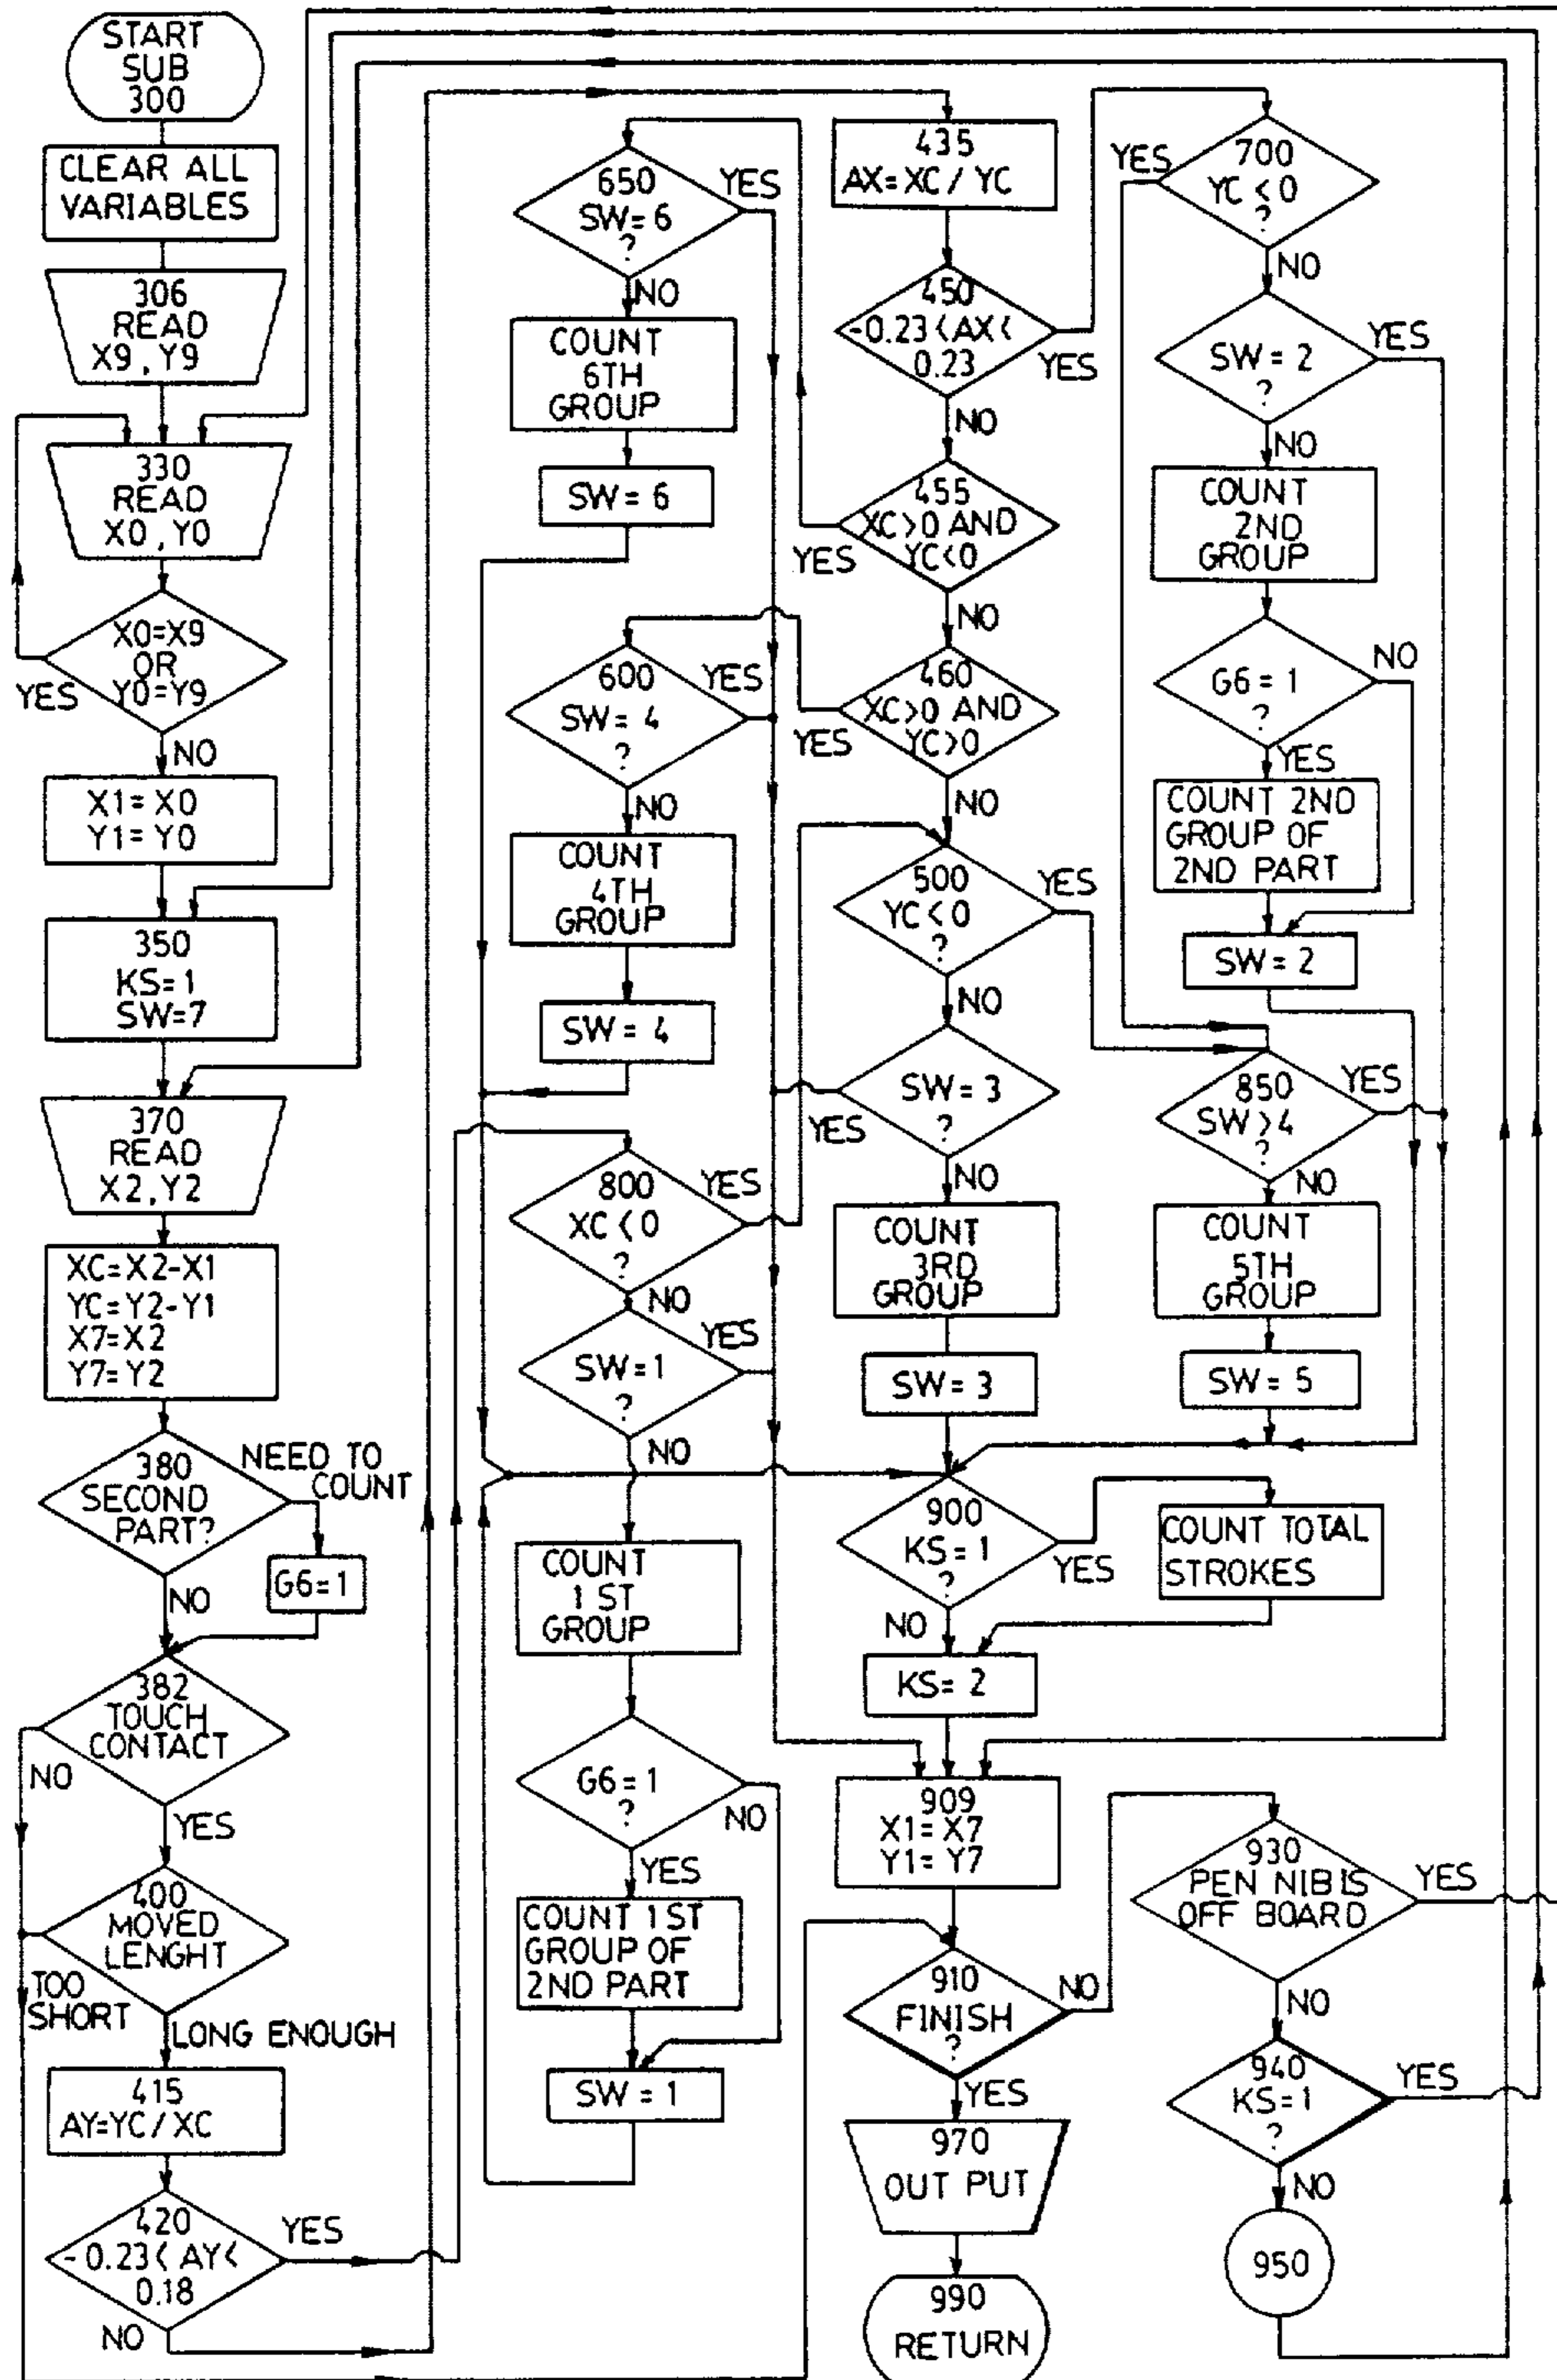 START
SUB
300
CLEAR ALL
VARIABLES
306
READ
X9, Y9
330
READ
X0, Y0
X0=X9
OR
Y0=Y9
YES
NO
X1= X0
Y1= Y0
350
KS=1
SW=7
370
READ
X2, Y2
XC=X2-X1
YC=Y2-Y1
X7=X2
Y7=Y2
380
SECOND
PART?
NEED TO
COUNT
G6=1
NO
382
TOUCH
CONTACT
NO
YES
400
MOVED
LENGHT
TOO
SHORT
LONG ENOUGH
415
AY=YC/XC
420
-0.23< AY<
0.18
YES
NO
650
SW=6
?
YES
NO
COUNT
6TH
GROUP
SW=6
600
SW= 4
?
YES
NO
COUNT
4TH
GROUP
SW= 4
800
XC<0
?
YES
NO
SW=1
?
YES
NO
COUNT
1 ST
GROUP
G6=1
?
NO
YES
COUNT 1 ST
GROUP OF
2ND PART
SW = 1
435
AX=XC/ YC
450
-0.23<AX<
0.23
YES
NO
455
XC>0 AND
YC<0
YES
NO
460
XC>0 AND
YC>0
YES
NO
500
YC<0
?
YES
NO
SW=3
?
YES
NO
COUNT
3RD
GROUP
SW=3
900
KS=1
?
YES
NO
COUNT TOTAL
STROKES
KS= 2
909
X1= X7
Y1= Y7
910
FINISH
?
NO
YES
970
OUT PUT
990
RETURN
700
YC<0
?
YES
NO
SW=2
?
YES
NO
COUNT
2ND
GROUP
G6=1
?
NO
YES
COUNT 2ND
GROUP OF
2ND PART
SW=2
850
SW>4
?
YES
NO
COUNT
5TH
GROUP
SW=5
930
PEN NIB IS
OFF BOARD
YES
NO
940
KS=1
?
YES
NO
950